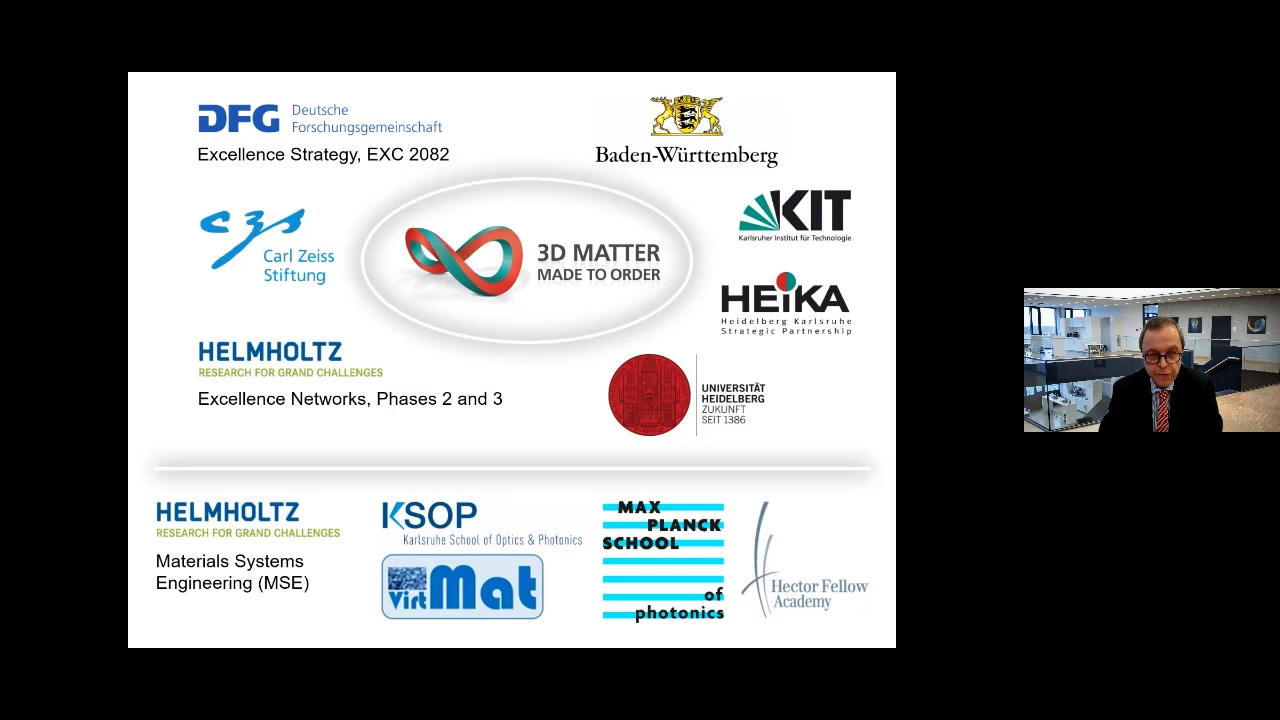 DFG Deutsche
Forschungsgemeinschaft
Excellence Strategy, EXC 2082
Baden-Württemberg
czs
Carl Zeiss
Stiftung
3D MATTER
MADE TO ORDER
KIT
Karlsruher Institut für Technologie
HEiKA
Heidelberg Karlsruhe
Strategic Partnership
HELMHOLTZ
RESEARCH FOR GRAND CHALLENGES
Excellence Networks, Phases 2 and 3
UNIVERSITÄT
HEIDELBERG
ZUKUNFT
SEIT 1386
HELMHOLTZ
RESEARCH FOR GRAND CHALLENGES
Materials Systems
Engineering (MSE)
KSOP
Karlsruhe School of Optics & Photonics
VirtMat
MAX
PLANCK
SCHOOL
of
photonics
Hector Fellow
Academy